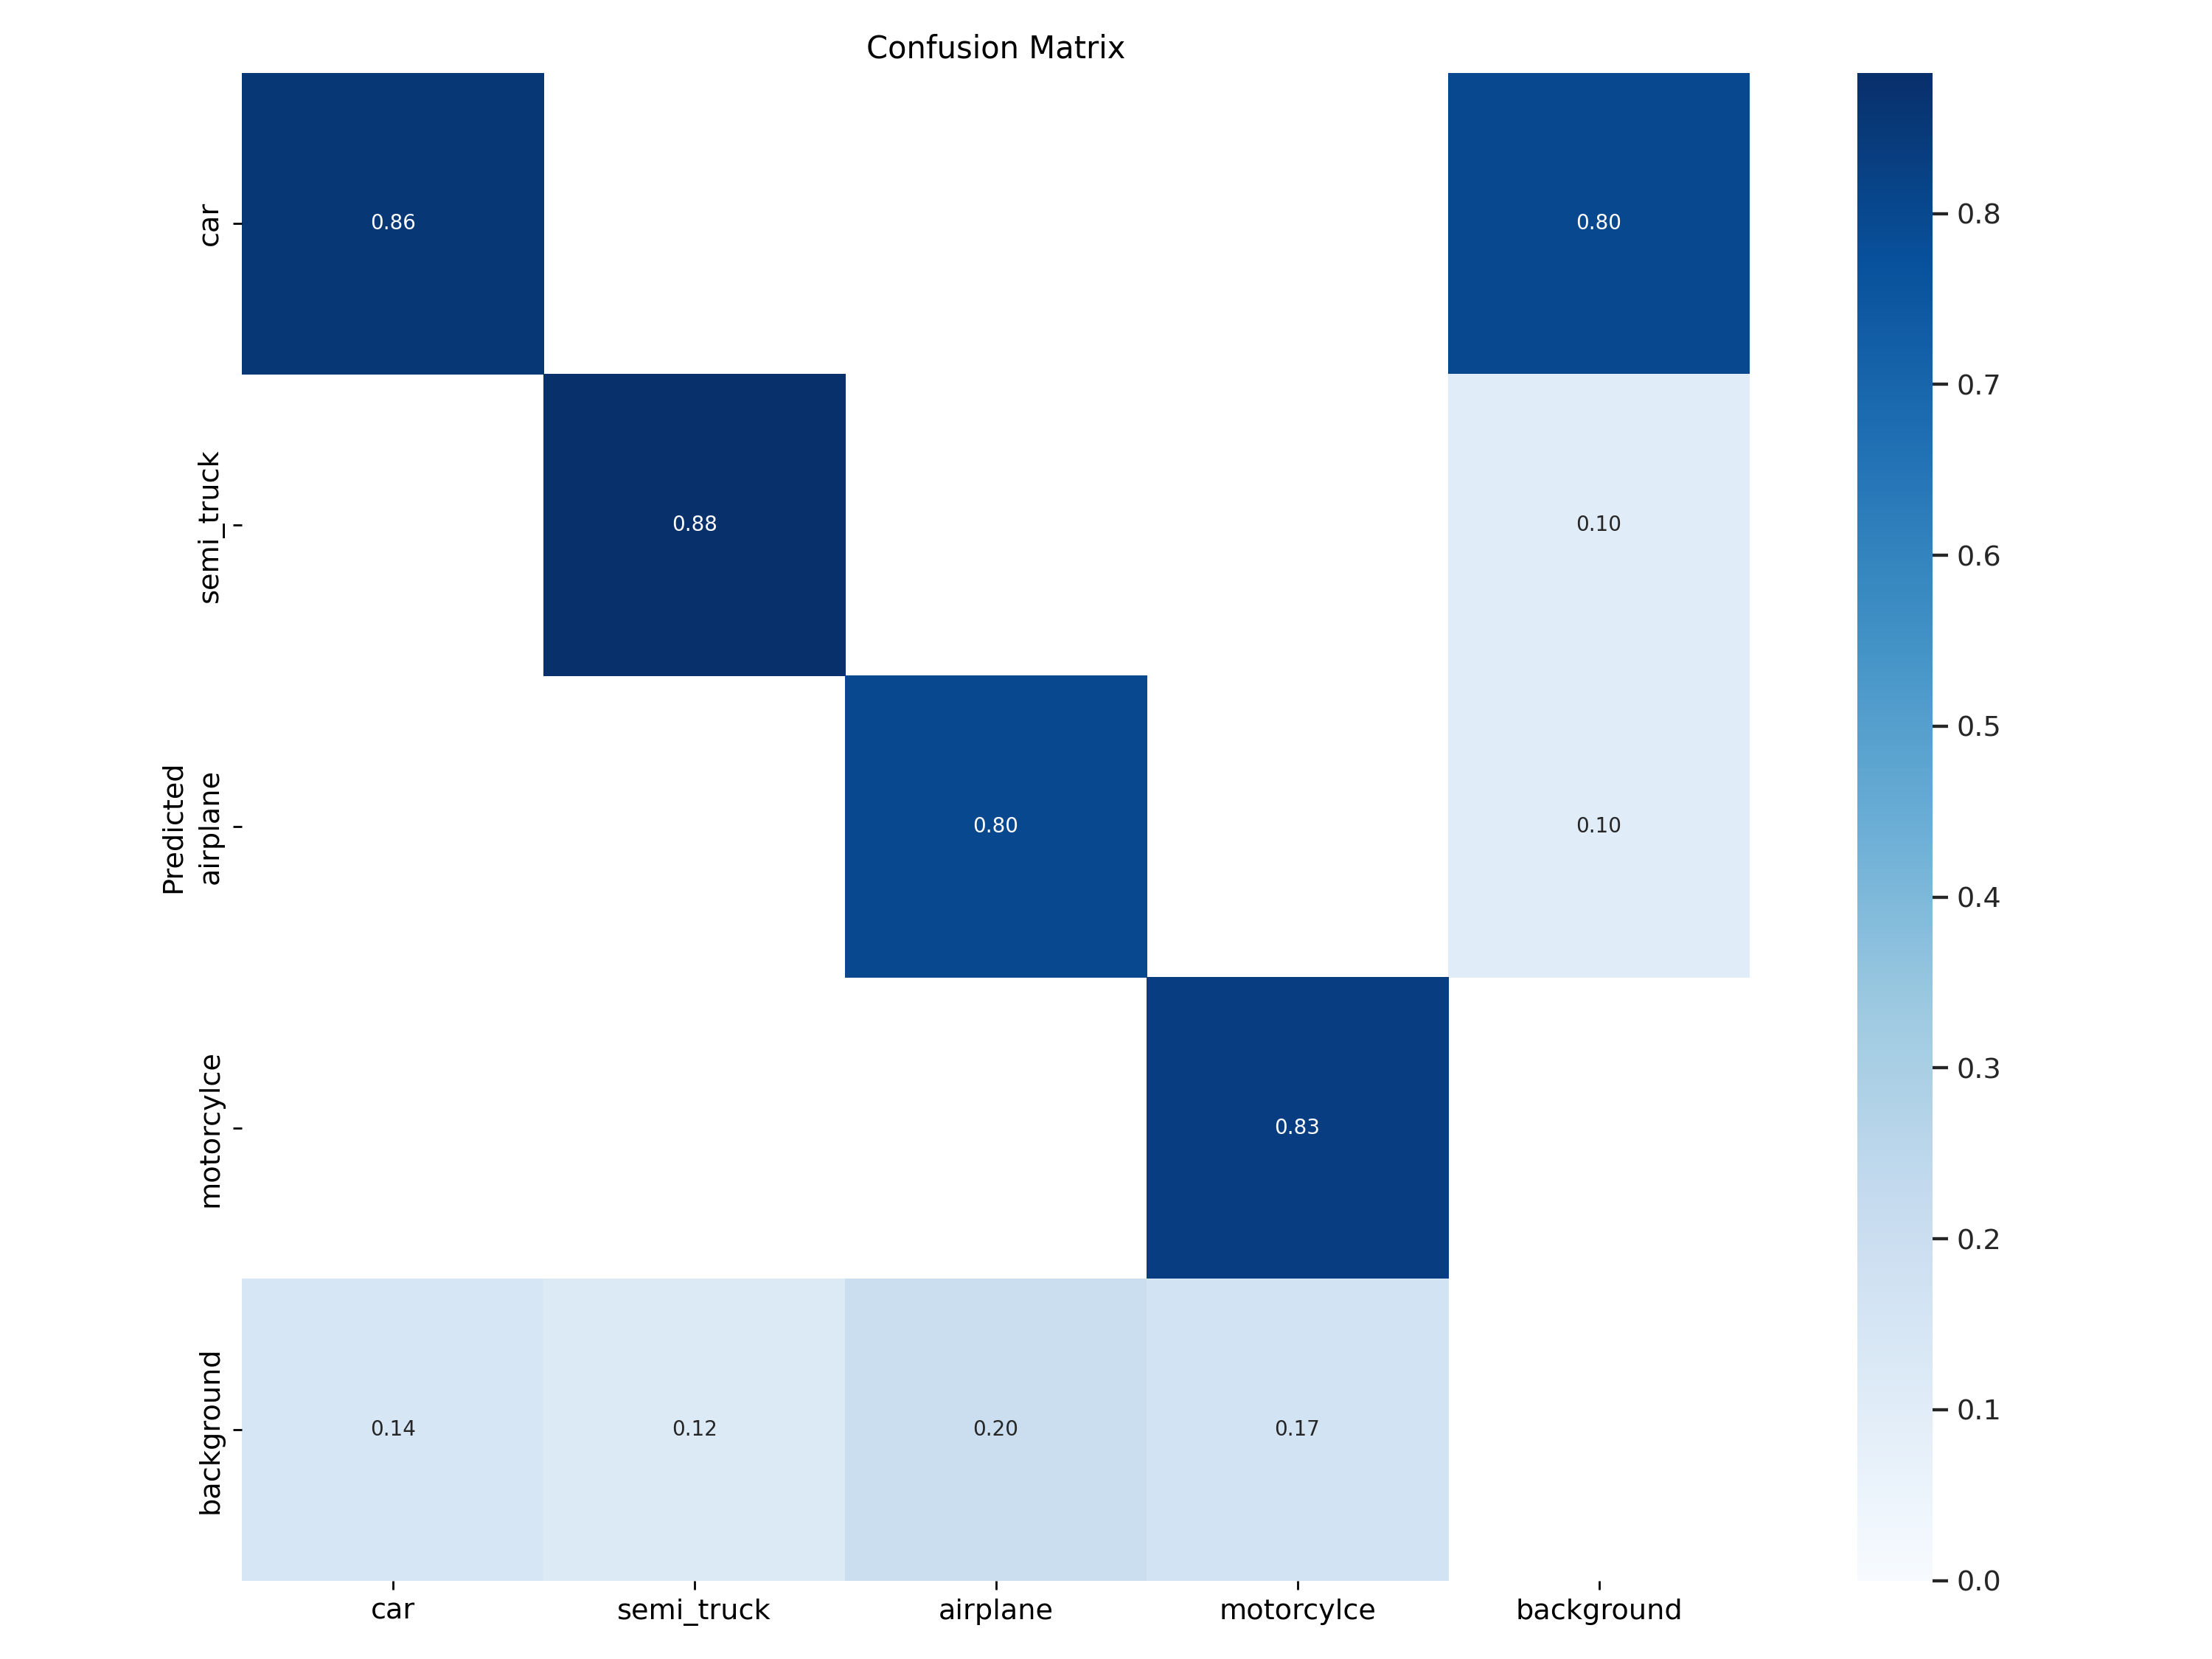 Confusion Matrix
car
0.86
0.80
semi_truck
0.88
0.10
Predicted
airplane
0.80
0.10
motorcylce
0.83
background
0.14
0.12
0.20
0.17
car
semi_truck
airplane
motorcylce
background
0.8
0.7
0.6
0.5
0.4
0.3
0.2
0.1
0.0